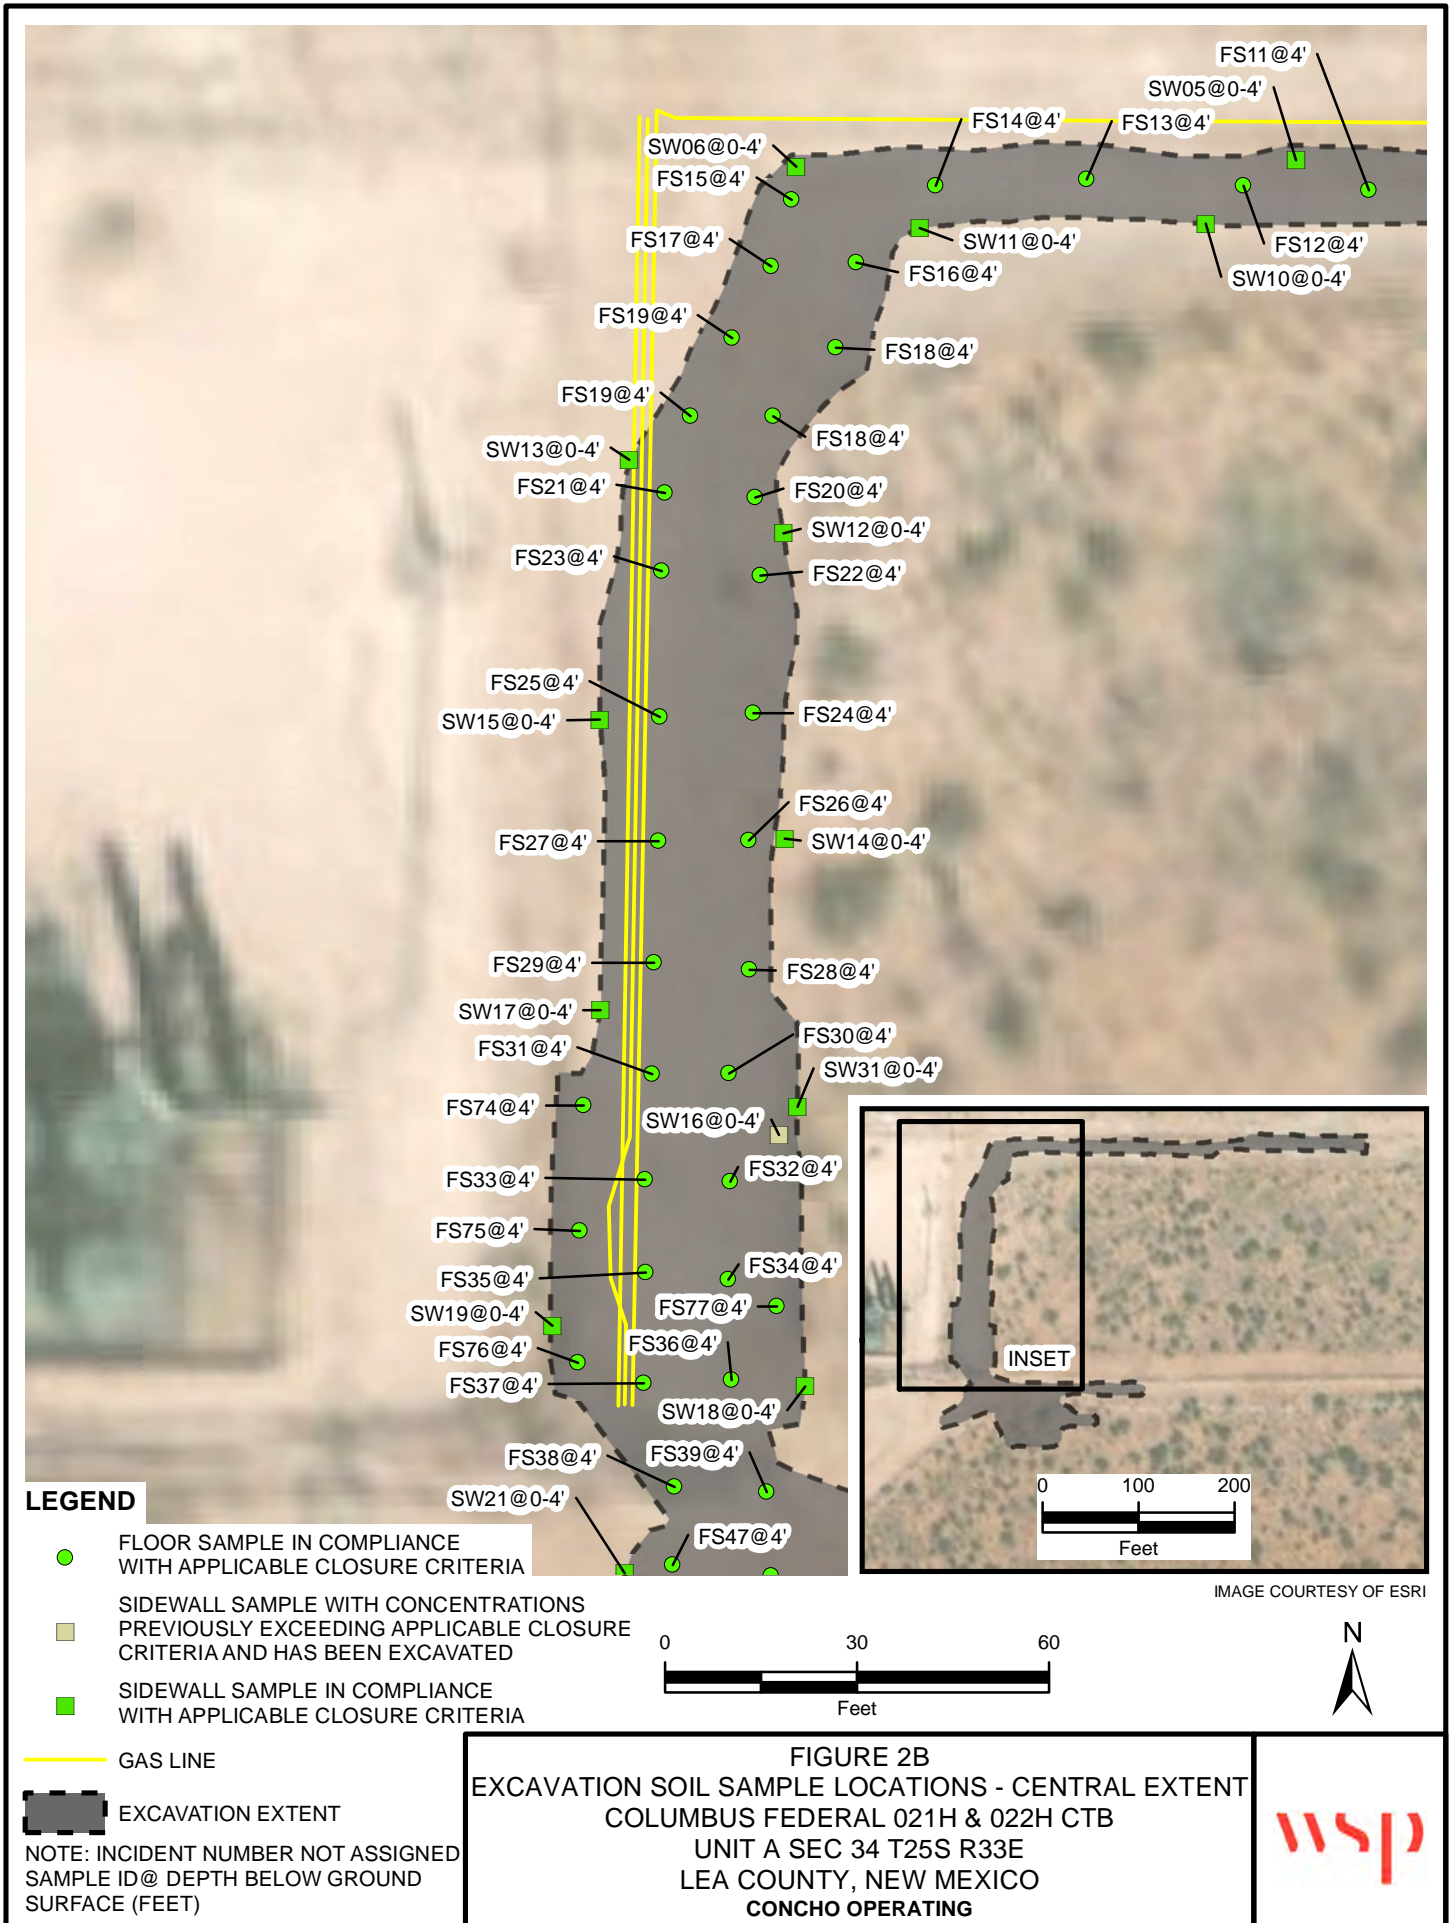 FS11@4'
SW05@0-4'
FS14@4'
FS13@4'
SW06@0-4'
FS15@4'
FS17@4'
SW11@0-4'
FS12@4'
FS16@4'
SW10@0-4'
FS19@4'
FS18@4'
FS19@4'
FS18@4'
SW13@0-4'
FS21@4'
FS20@4'
SW12@0-4'
FS23@4'
FS22@4'
FS25@4'
SW15@0-4'
FS24@4'
FS26@4'
FS27@4'
SW14@0-4'
FS29@4'
FS28@4'
SW17@0-4'
FS30@4'
FS31@4'
SW31@0-4'
FS74@4'
SW16@0-4'
FS33@4'
FS32@4'
FS75@4'
FS35@4'
FS34@4'
SW19@0-4'
FS77@4'
FS76@4'
FS36@4'
FS37@4'
SW18@0-4'
FS38@4'
FS39@4'
SW21@0-4'
FS47@4'
INSET
0 100 200
Feet
IMAGE COURTESY OF ESRI
LEGEND
FLOOR SAMPLE IN COMPLIANCE
WITH APPLICABLE CLOSURE CRITERIA
SIDEWALL SAMPLE WITH CONCENTRATIONS
PREVIOUSLY EXCEEDING APPLICABLE CLOSURE
CRITERIA AND HAS BEEN EXCAVATED
SIDEWALL SAMPLE IN COMPLIANCE
WITH APPLICABLE CLOSURE CRITERIA
GAS LINE
EXCAVATION EXTENT
NOTE: INCIDENT NUMBER NOT ASSIGNED
SAMPLE ID@ DEPTH BELOW GROUND
SURFACE (FEET)
0 30 60
Feet
N
FIGURE 2B
EXCAVATION SOIL SAMPLE LOCATIONS - CENTRAL EXTENT
COLUMBUS FEDERAL 021H & 022H CTB
UNIT A SEC 34 T25S R33E
LEA COUNTY, NEW MEXICO
CONCHO OPERATING
wsp